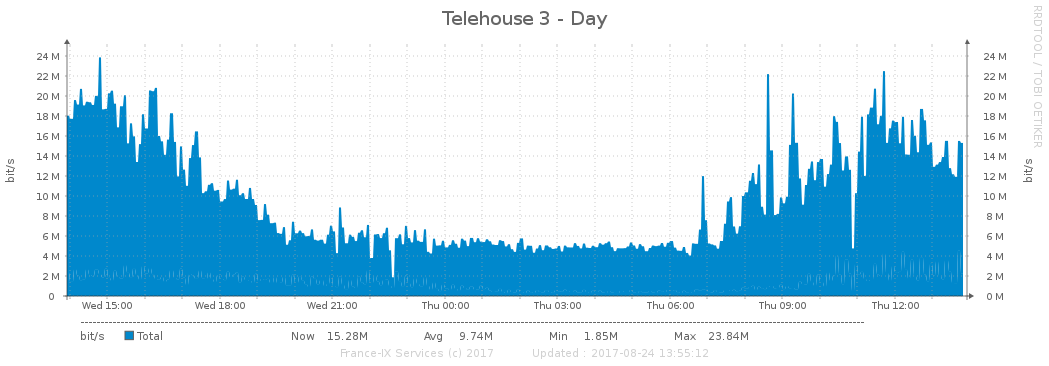 Telehouse 3 - Day
RRDTOOL / TOBI OETIKER
bit/s
24 M 24 M
22 M 22 M
20 M 20 M
18 M 18 M
16 M 16 M
14 M 14 M
12 M 12 M
10 M 10 M
8 M 8 M
6 M 6 M
4 M 4 M
2 M 2 M
0 0 M
bit/s
Wed 15:00 Wed 18:00 Wed 21:00 Thu 00:00 Thu 03:00 Thu 06:00 Thu 09:00 Thu 12:00
bit/s Total Now 15.28M Avg 9.74M Min 1.85M Max 23.84M
France-IX Services (c) 2017 Updated : 2017-08-24 13:55:12